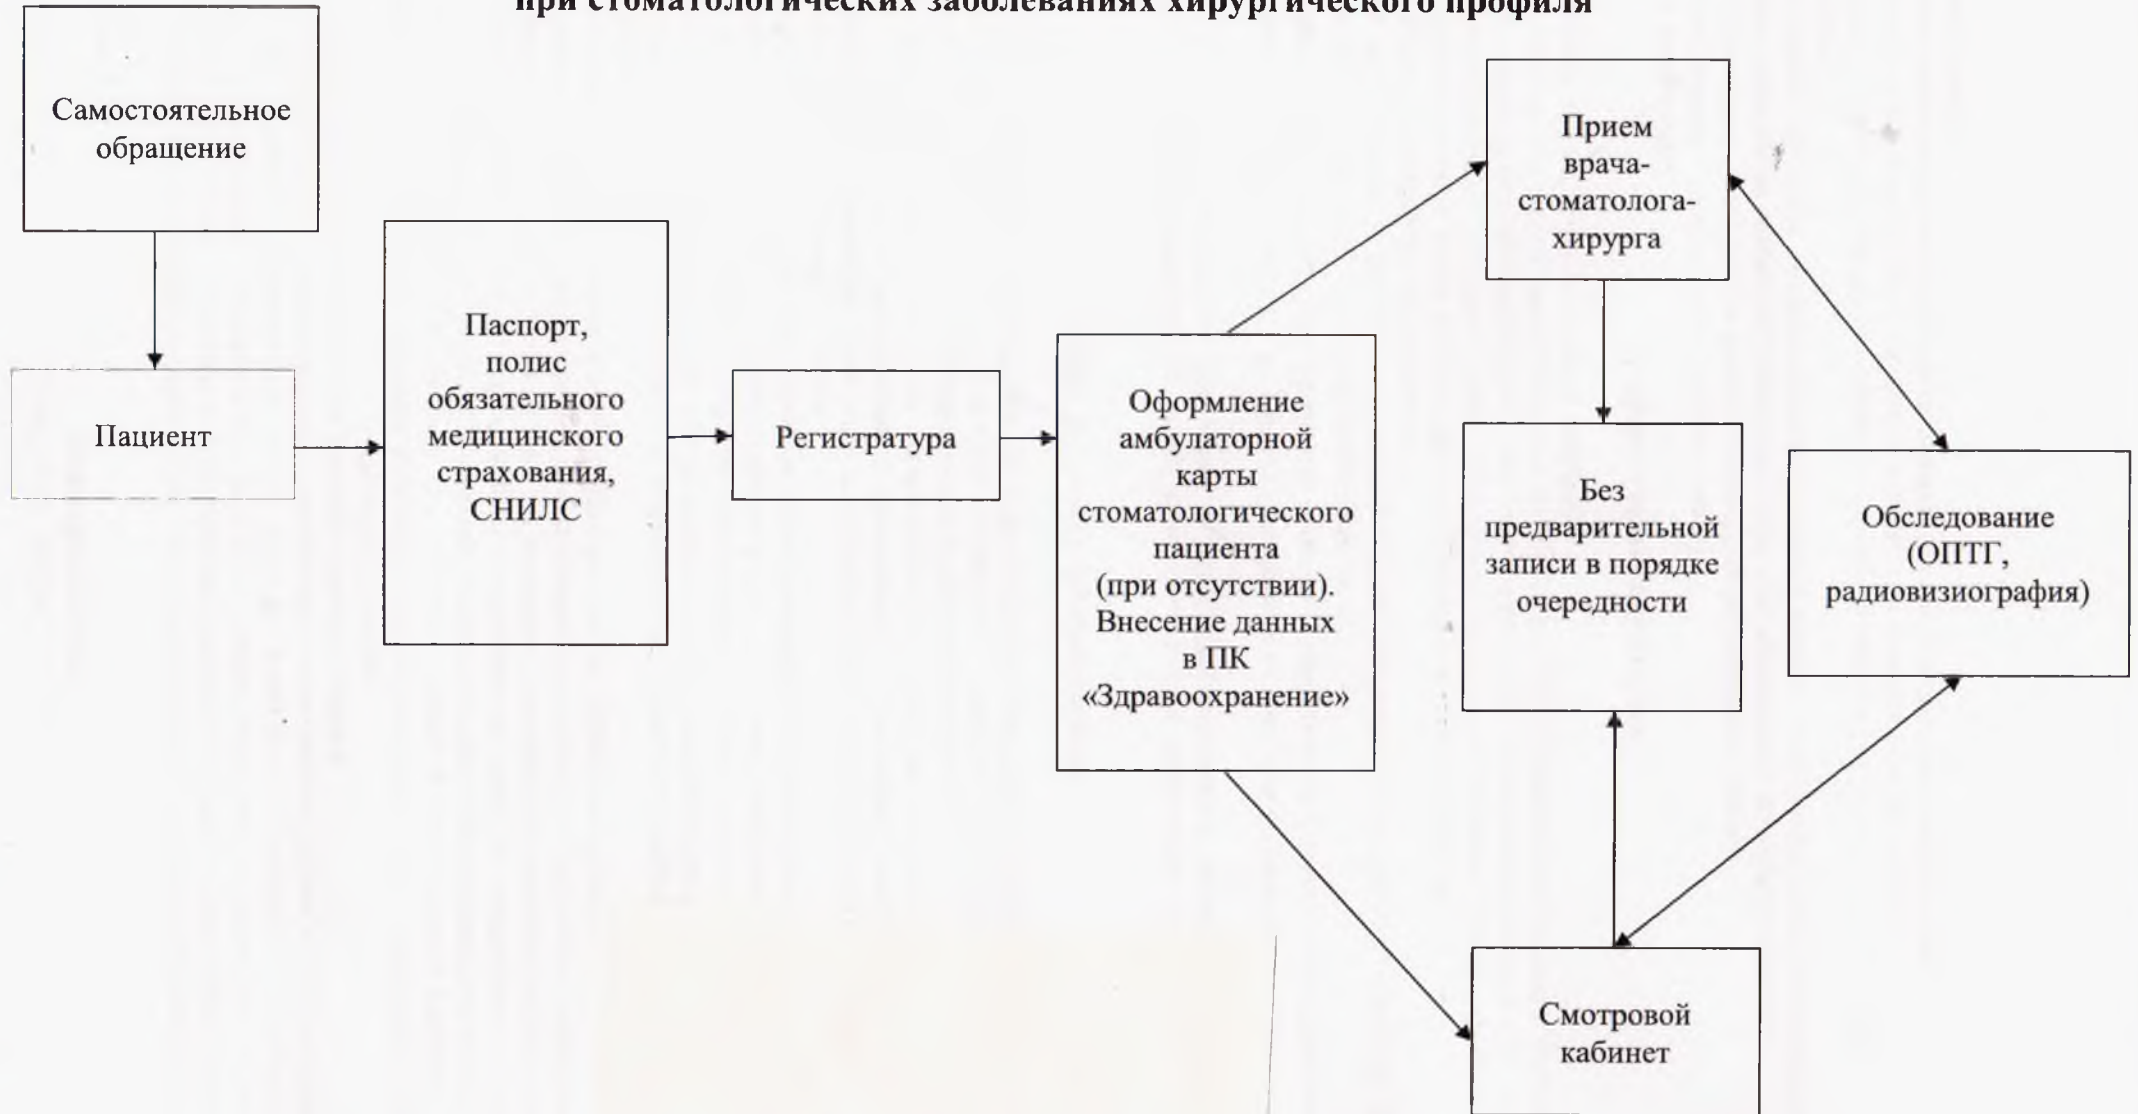 при стоматологических заболеваниях хирургического профиля
Самостоятельное
обращение
Пациент
Паспорт,
полис
обязательного
медицинского
страхования,
СНИЛС
Регистратура
Оформление
амбулаторной
карты
стоматологического
пациента
(при отсутствии).
Внесение данных
в ПК
«Здравоохранение»
Прием
врача-
стоматолога-
хирурга
Без
предварительной
записи в порядке
очередности
Обследование
(ОПТГ,
радиовизиография)
Смотровой
кабинет